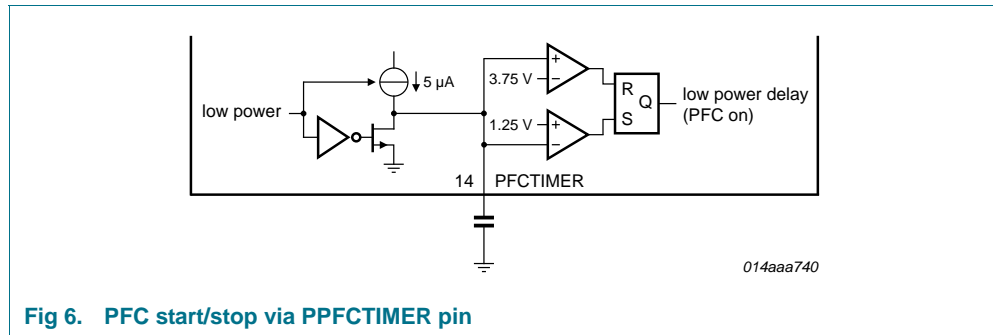 low power
5 μA
3.75 V
1.25 V
+
−
+
−
R
S
Q
low power delay
(PFC on)
14 PFCTIMER
014aaa740
Fig 6. PFC start/stop via PPFCTIMER pin